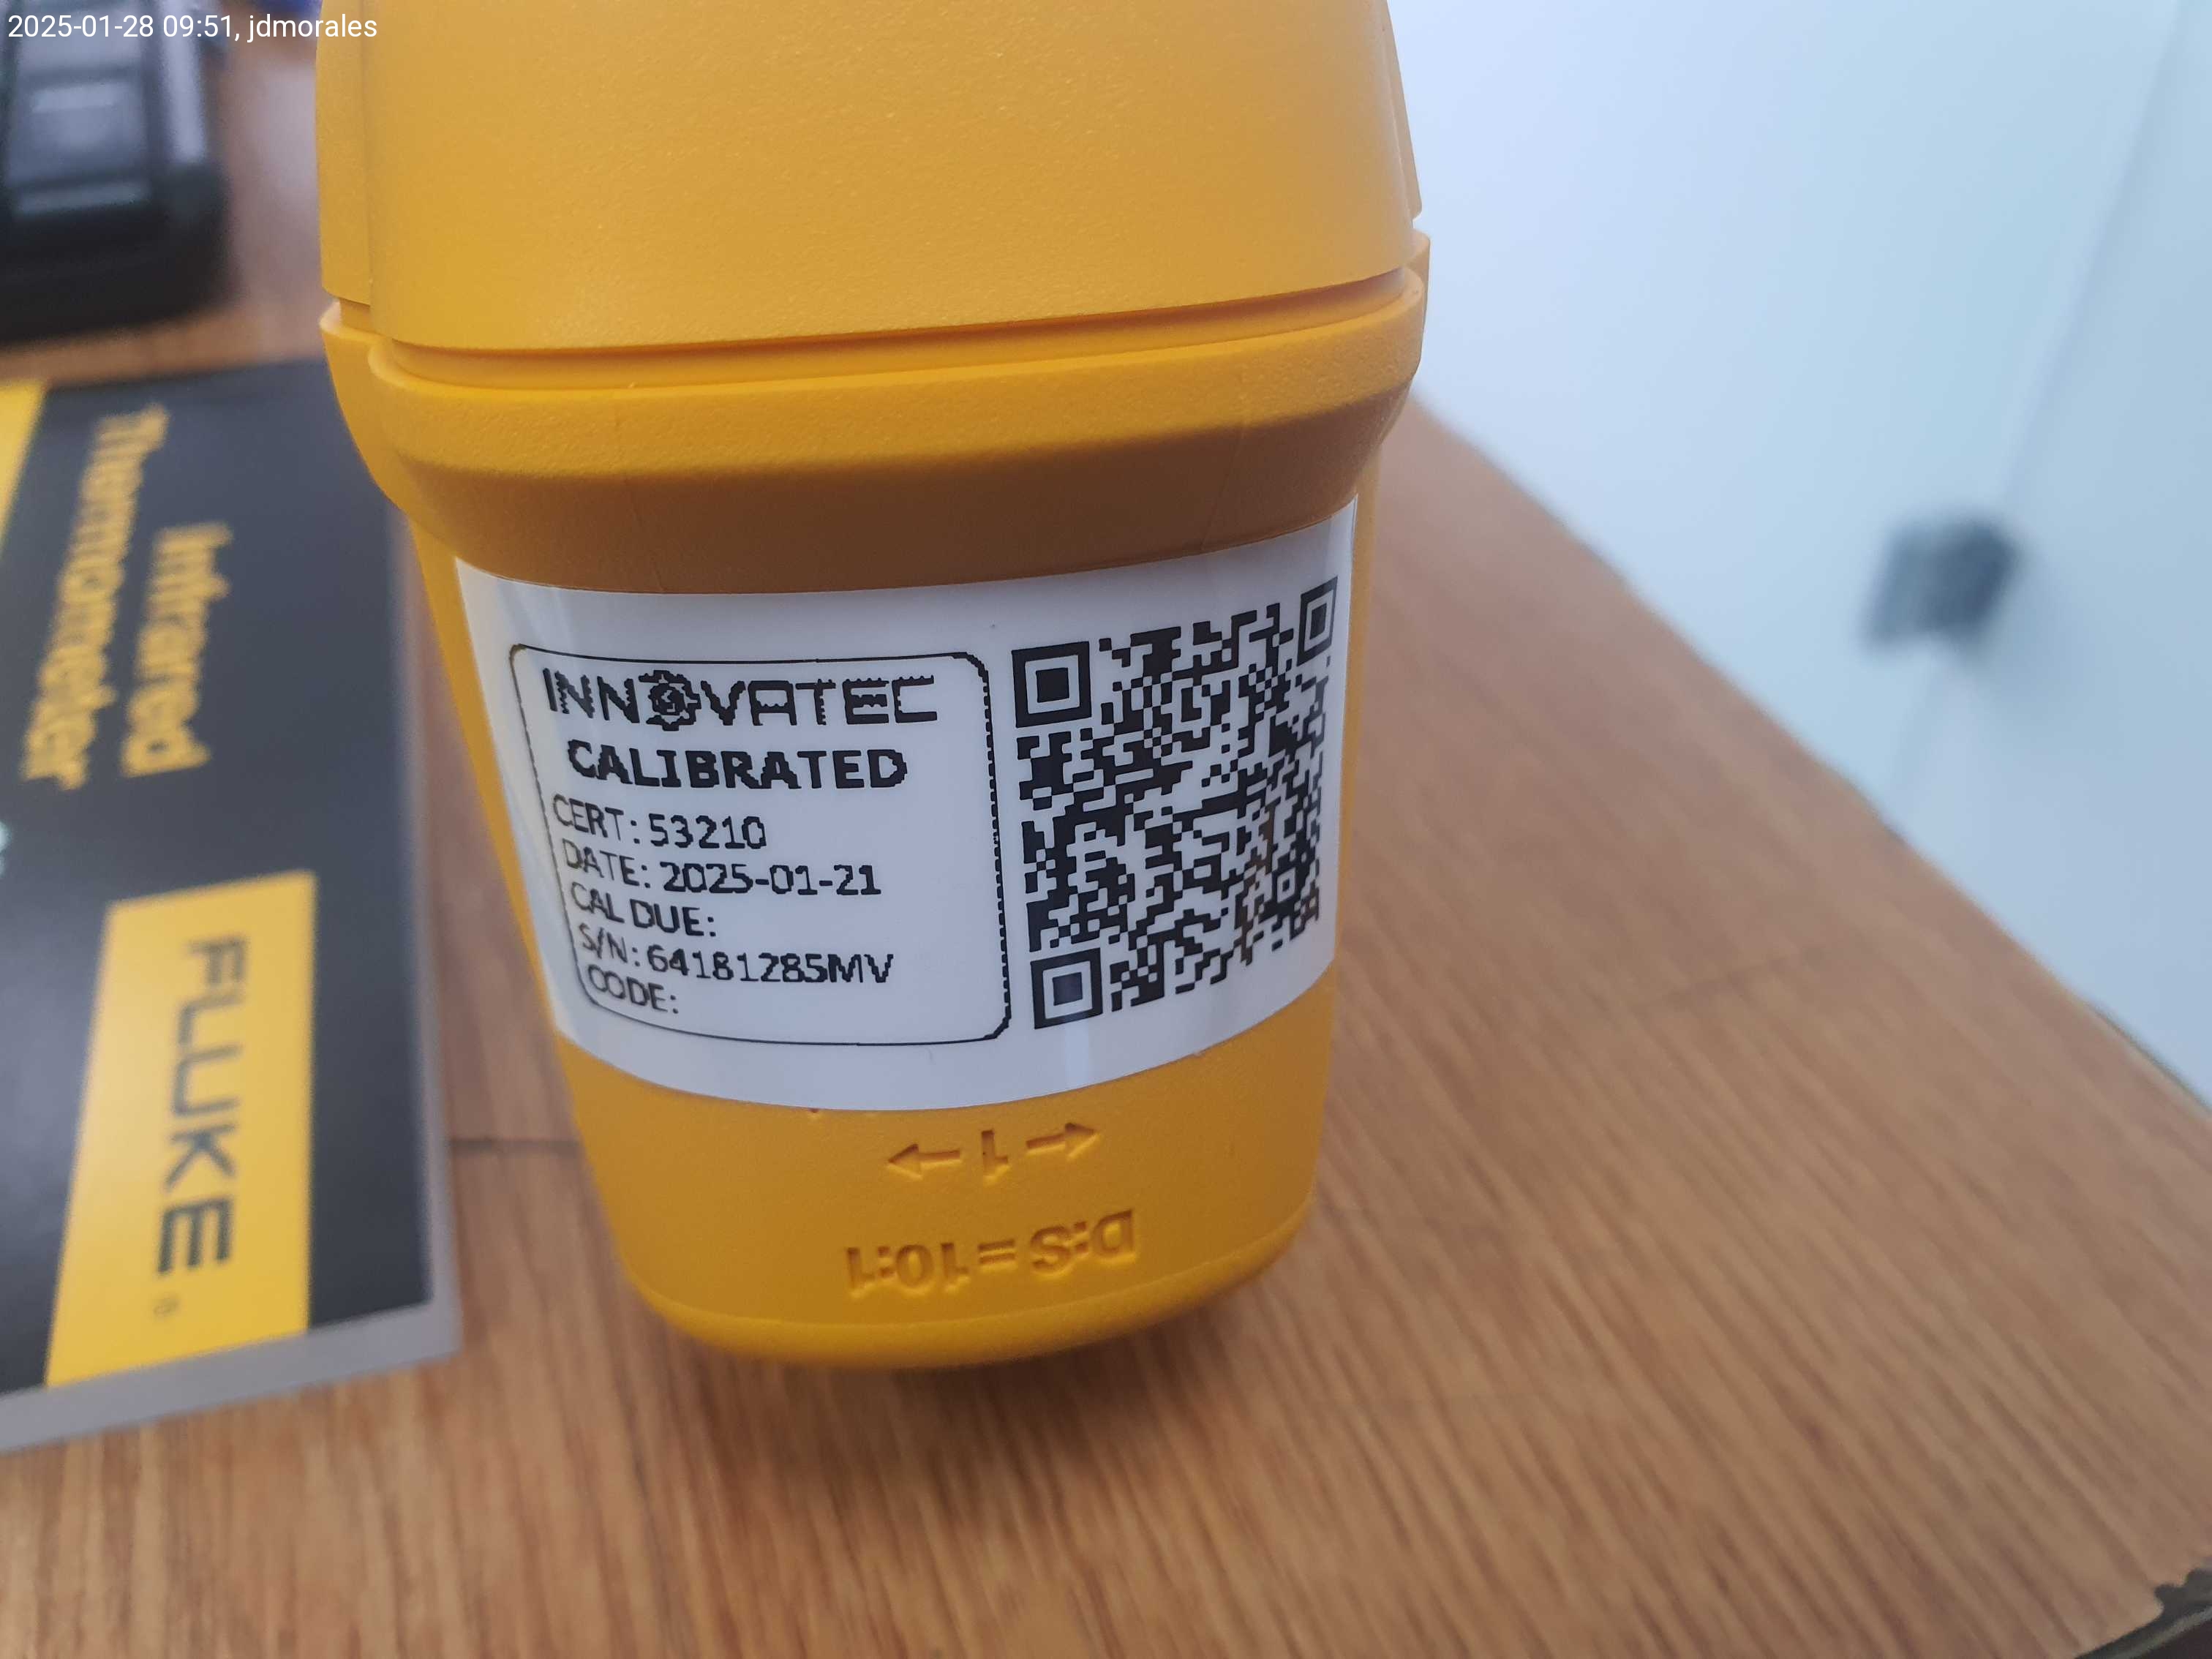 2025-01-28 09:51, jdmorales
Infrared
Thermometer
FLUKE
INNOVATEC
CALIBRATED
CERT: 53210
DATE: 2025-01-21
CAL DUE:
S/N: 64181285MV
CODE:
← 1 →
D:S = 10:1